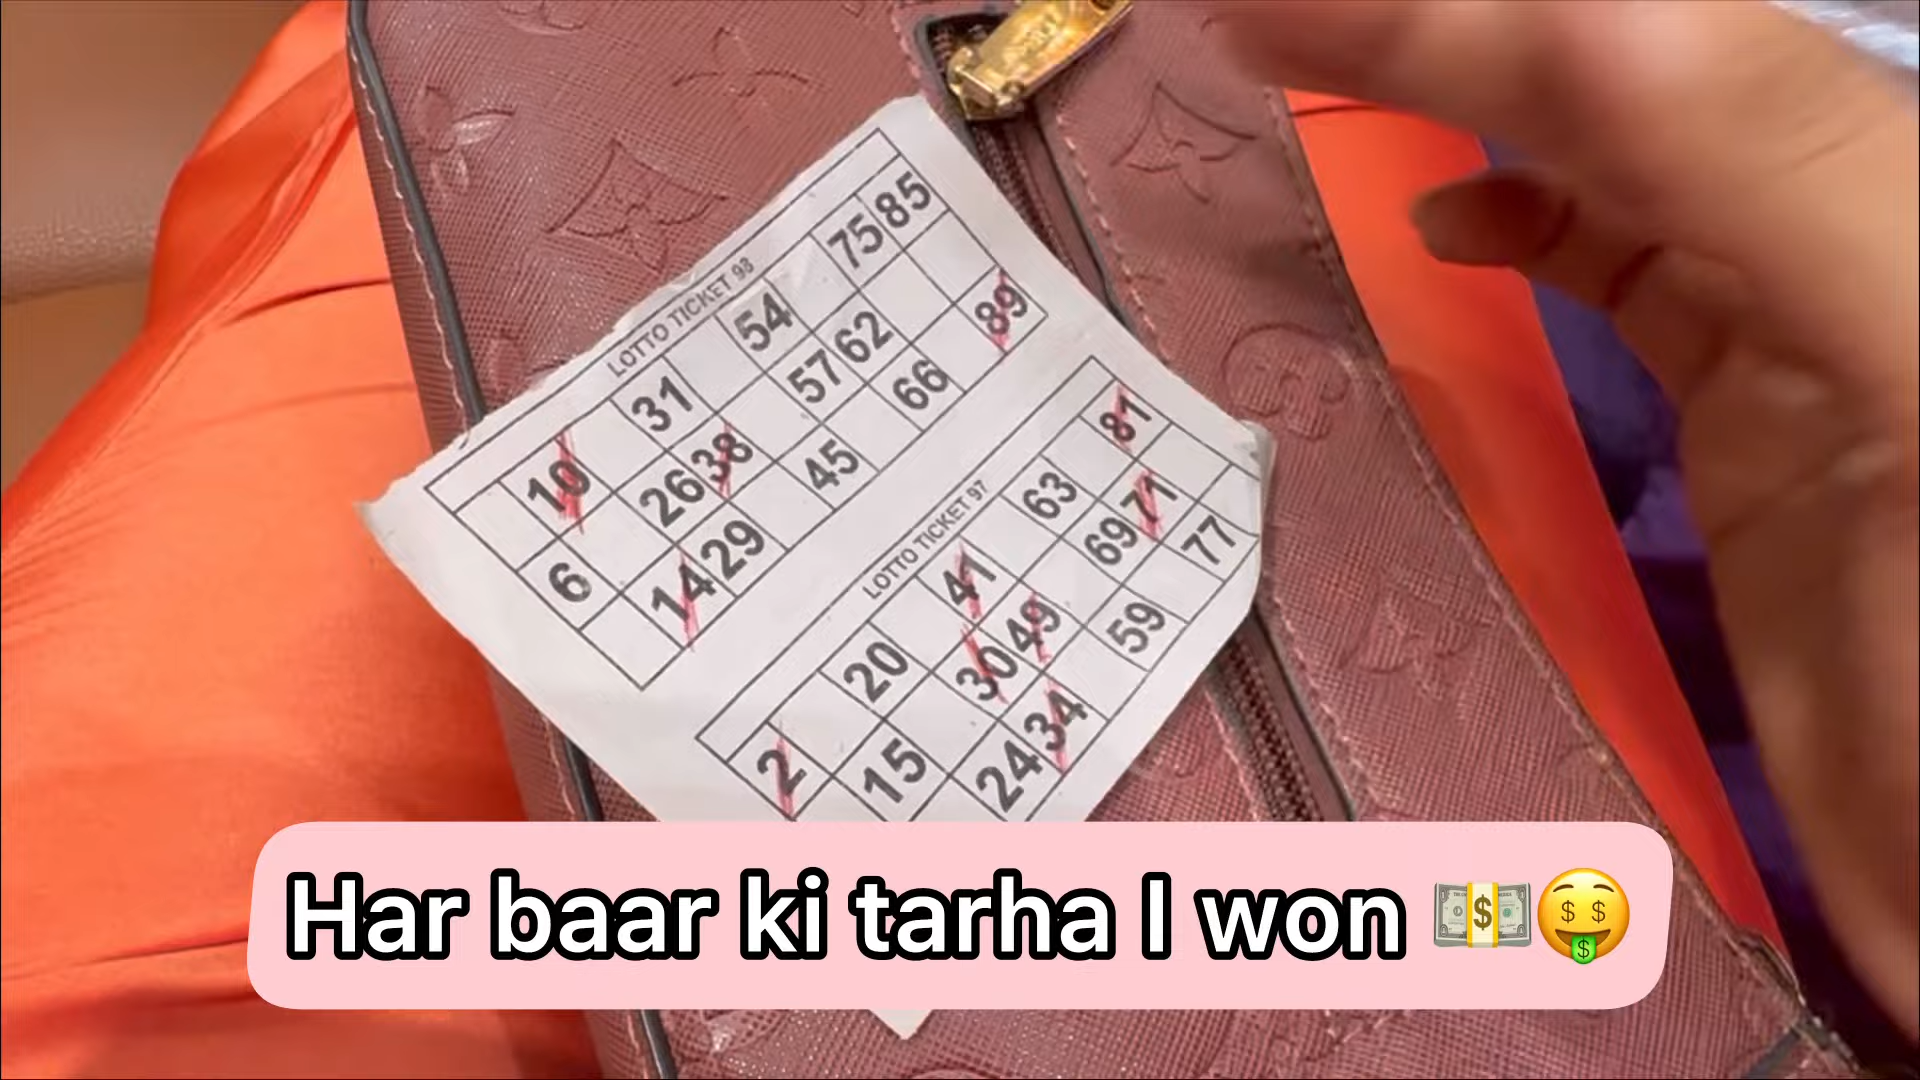 LOTTO TICKET 98
10 31 54 75 85
6 26 38 57 62
14 29 45 66 89
LOTTO TICKET 97
2 20 41 63 81
15 30 49 69 71
24 34 59 77
Har baar ki tarha I won 💵🤑